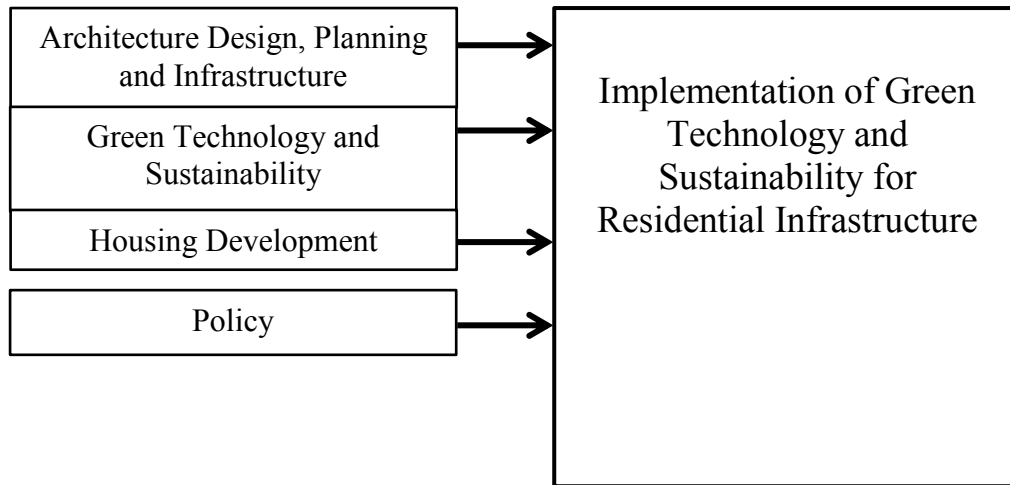 Architecture Design, Planning
and Infrastructure
Green Technology and
Sustainability
Housing Development
Policy
Implementation of Green
Technology and
Sustainability for
Residential Infrastructure